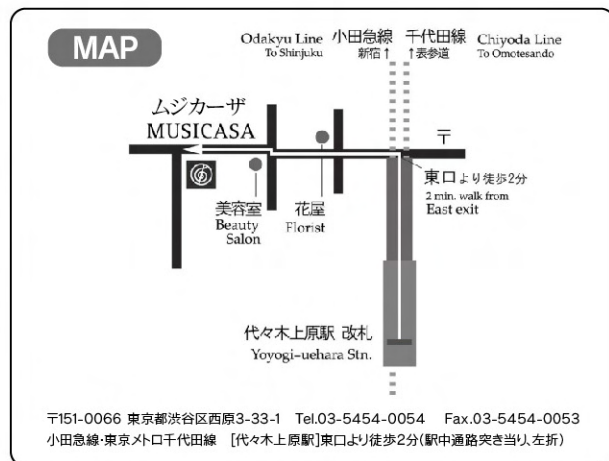 MAP
Odakyu Line 小田急線 千代田線 Chiyoda Line
To Shinjuku 新宿↑ ↑表参道 To Omotesando
ムジカーザ
MUSICASA
〒
東口より徒歩2分
2 min. walk from
East exit
美容室
Beauty
Salon
花屋
Florist
代々木上原駅 改札
Yoyogi-uehara Stn.
〒151-0066 東京都渋谷区西原3-33-1 Tel.03-5454-0054 Fax.03-5454-0053
小田急線・東京メトロ千代田線 [代々木上原駅]東口より徒歩2分(駅中通路突き当り、左折)